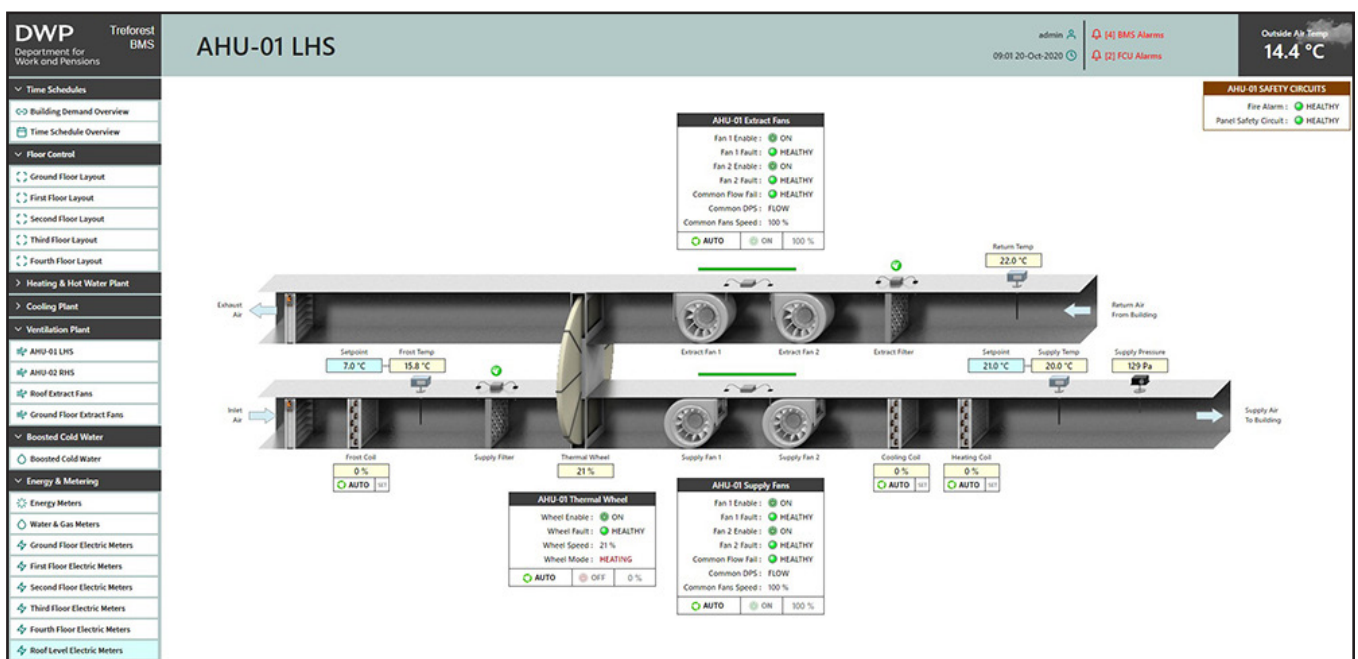 DWP
Department for
Work and Pensions
Treforest
BMS
AHU-01 LHS
admin
09:01 20-Oct-2020
[4] BMS Alarms
[2] FCU Alarms
Outside Air Temp
14.4 °C
Time Schedules
Building Demand Overview
Time Schedule Overview
Floor Control
Ground Floor Layout
First Floor Layout
Second Floor Layout
Third Floor Layout
Fourth Floor Layout
Heating & Hot Water Plant
Cooling Plant
Ventilation Plant
AHU-01 LHS
AHU-02 RHS
Roof Extract Fans
Ground Floor Extract Fans
Boosted Cold Water
Boosted Cold Water
Energy & Metering
Energy Meters
Water & Gas Meters
Ground Floor Electric Meters
First Floor Electric Meters
Second Floor Electric Meters
Third Floor Electric Meters
Fourth Floor Electric Meters
Roof Level Electric Meters
AHU-01 SAFETY CIRCUITS
Fire Alarm : HEALTHY
Panel Safety Circuit : HEALTHY
AHU-01 Extract Fans
Fan 1 Enable : ON
Fan 1 Fault : HEALTHY
Fan 2 Enable : ON
Fan 2 Fault : HEALTHY
Common Flow Fail : HEALTHY
Common DPS : FLOW
Common Fans Speed : 100 %
AUTO ON 100 %
Return Temp
22.0 °C
Exhaust
Air
Return Air
From Building
Extract Fan 1
Extract Fan 2
Extract Filter
Setpoint
7.0 °C
Frost Temp
15.8 °C
Setpoint
21.0 °C
Supply Temp
20.0 °C
Supply Pressure
129 Pa
Inlet
Air
Supply Air
To Building
Frost Coil
0 %
AUTO SET
Supply Filter
Thermal Wheel
21 %
Supply Fan 1
Supply Fan 2
Cooling Coil
0 %
AUTO SET
Heating Coil
0 %
AUTO SET
AHU-01 Thermal Wheel
Wheel Enable : ON
Wheel Fault : HEALTHY
Wheel Speed : 21 %
Wheel Mode : HEATING
AUTO OFF 0 %
AHU-01 Supply Fans
Fan 1 Enable : ON
Fan 1 Fault : HEALTHY
Fan 2 Enable : ON
Fan 2 Fault : HEALTHY
Common Flow Fail : HEALTHY
Common DPS : FLOW
Common Fans Speed : 100 %
AUTO ON 100 %